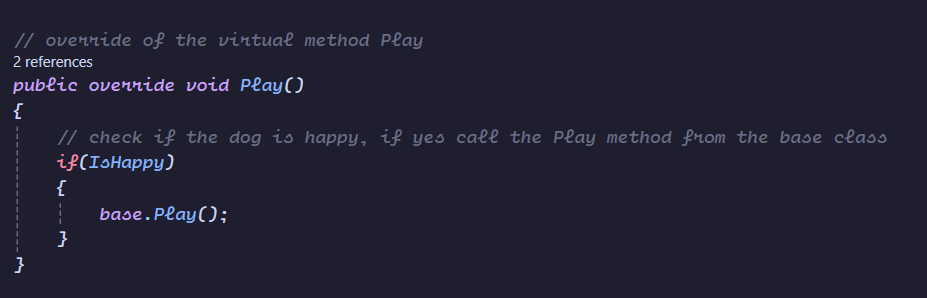 // override of the virtual method Play
2 references
public override void Play()
{
// check if the dog is happy, if yes call the Play method from the base class
if(IsHappy)
{
base.Play();
}
}